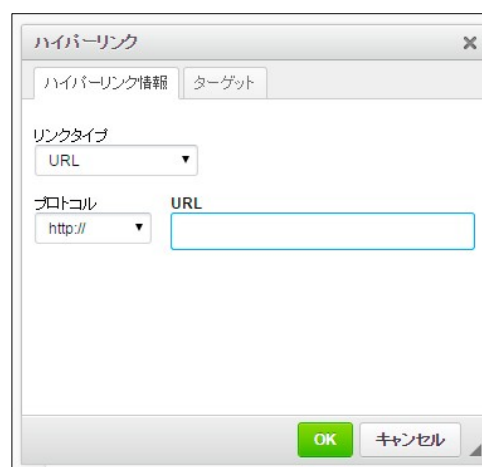 ハイパーリンク
ハイパーリンク情報 ターゲット
リンクタイプ
URL
プロトコル URL
http://
OK キャンセル